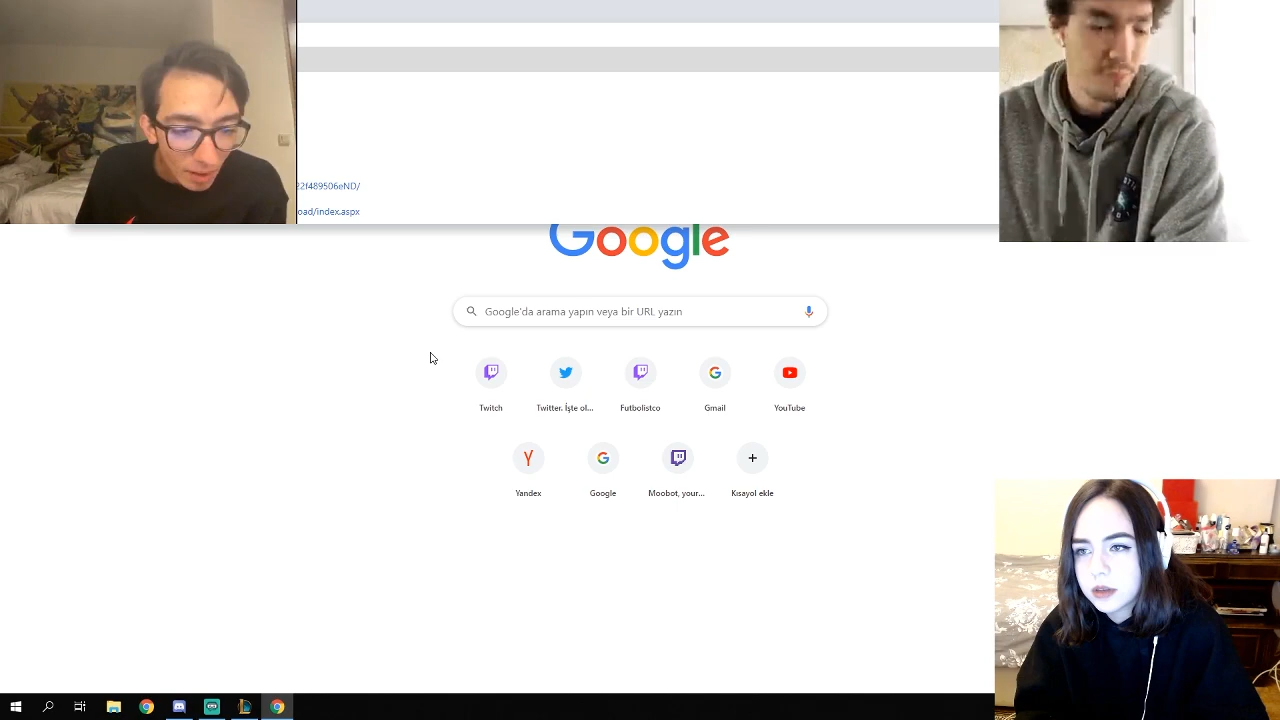 22f489506eND/
oad/index.aspx
Google
Google'da arama yapın veya bir URL yazın
Twitch
Twitter. İşte ol...
Futbolistco
Gmail
YouTube
Yandex
Google
Moobot, your...
Kısayol ekle